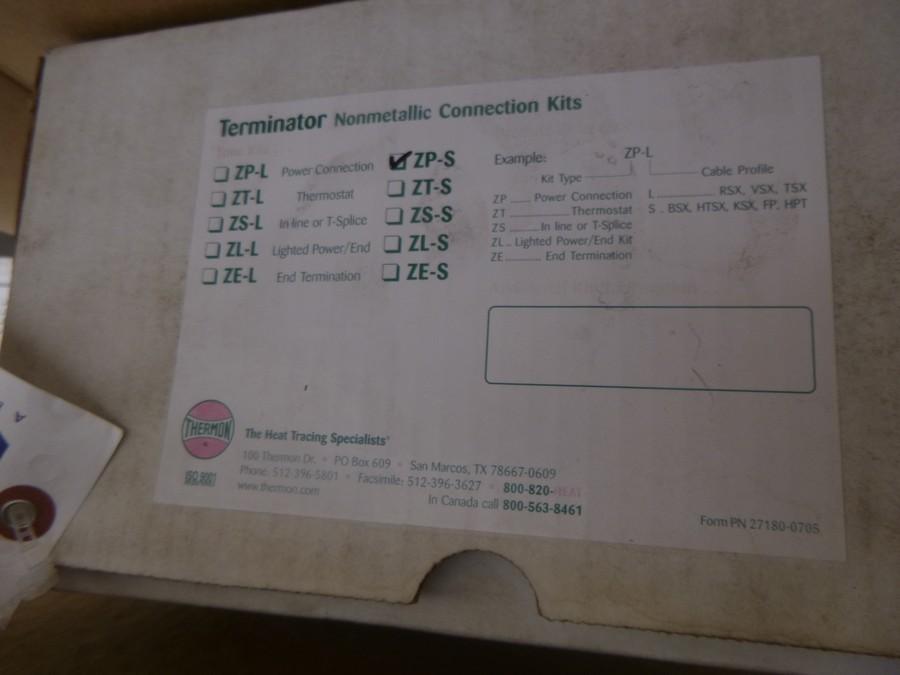 Terminator Nonmetallic Connection Kits
ZP-L Power Connection ZP-S
ZT-L Thermostat ZT-S
ZS-L In-line or T-Splice ZS-S
ZL-L Lighted Power/End ZL-S
ZE-L End Termination ZE-S
Example: ZP-L
Kit Type Cable Profile
ZP Power Connection
ZT Thermostat
ZS In line or T-Splice
ZL Lighted Power/End Kit
ZE End Termination
L RSX, VSX, TSX
S BSX, HTSX, KSX, FP, HPT
THERMON
ISO 9001
The Heat Tracing Specialists®
100 Thermon Dr. • PO Box 609 • San Marcos, TX 78667-0609
Phone: 512-396-5801 • Facsimile: 512-396-3627 • 800-820-HEAT
www.thermon.com In Canada call 800-563-8461
Form PN 27180-0705
A